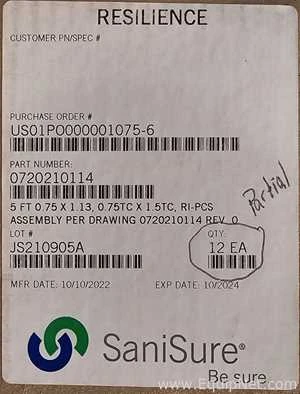 RESILIENCE
CUSTOMER PN/SPEC #
PURCHASE ORDER #
US01PO000001075-6
PART NUMBER:
0720210114
5 FT 0.75 X 1.13, 0.75TC X 1.5TC, RI-PCS
ASSEMBLY PER DRAWING 0720210114 REV. 0
Partial
LOT # QTY:
JS210905A 12 EA
MFR DATE: 10/10/2022 EXP DATE: 10/2024
SaniSure®
Be sure.
www.EquipNet.com